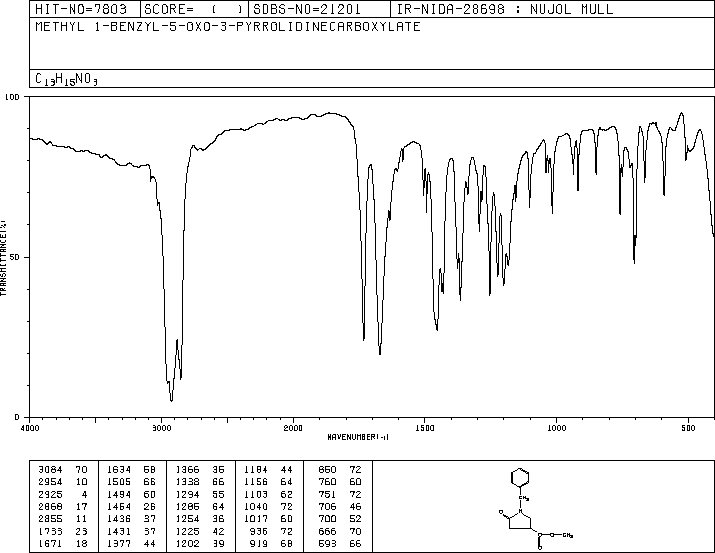 HIT-NO=7803 SCORE= ( ) SDBS-NO=21201 IR-NIDA-28698 : NUJOL MULL
METHYL 1-BENZYL-5-OXO-3-PYRROLIDINECARBOXYLATE
C13H15NO3
100
50
0
TRANSMITTANCE(%)
4000 3000 2000 1500 1000 500
WAVENUMBER(-1)
3084 70 1634 58 1366 35 1184 44 850 72
2954 10 1505 66 1338 66 1156 64 760 60
2925 4 1494 60 1294 55 1103 62 751 72
2868 17 1454 26 1285 64 1040 72 706 46
2855 11 1436 37 1254 36 1017 60 700 52
1733 23 1431 37 1225 42 936 72 666 70
1671 18 1377 44 1202 39 919 68 593 66
CH2
N
O
C-O-CH3
O